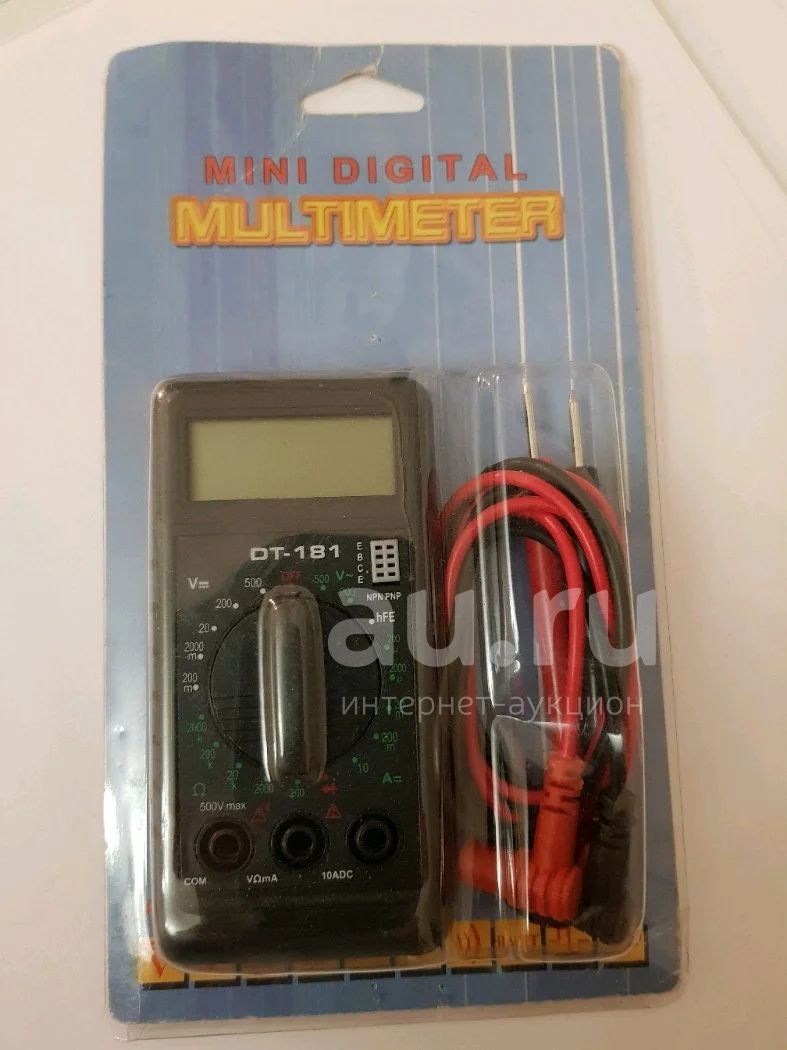 MINI DIGITAL
MULTIMETER
DT-181
E
B
C
E
NPN PNP
hFE
V⎓
500
OFF
500
V~
200
20
2000
m
200
m
2000
k
200
k
20
k
2000
200
Ω
200
µ
2000
µ
200
m
10
A⎓
500V max
COM
VΩmA
10ADC
BATT
au.ru
интернет-аукцион